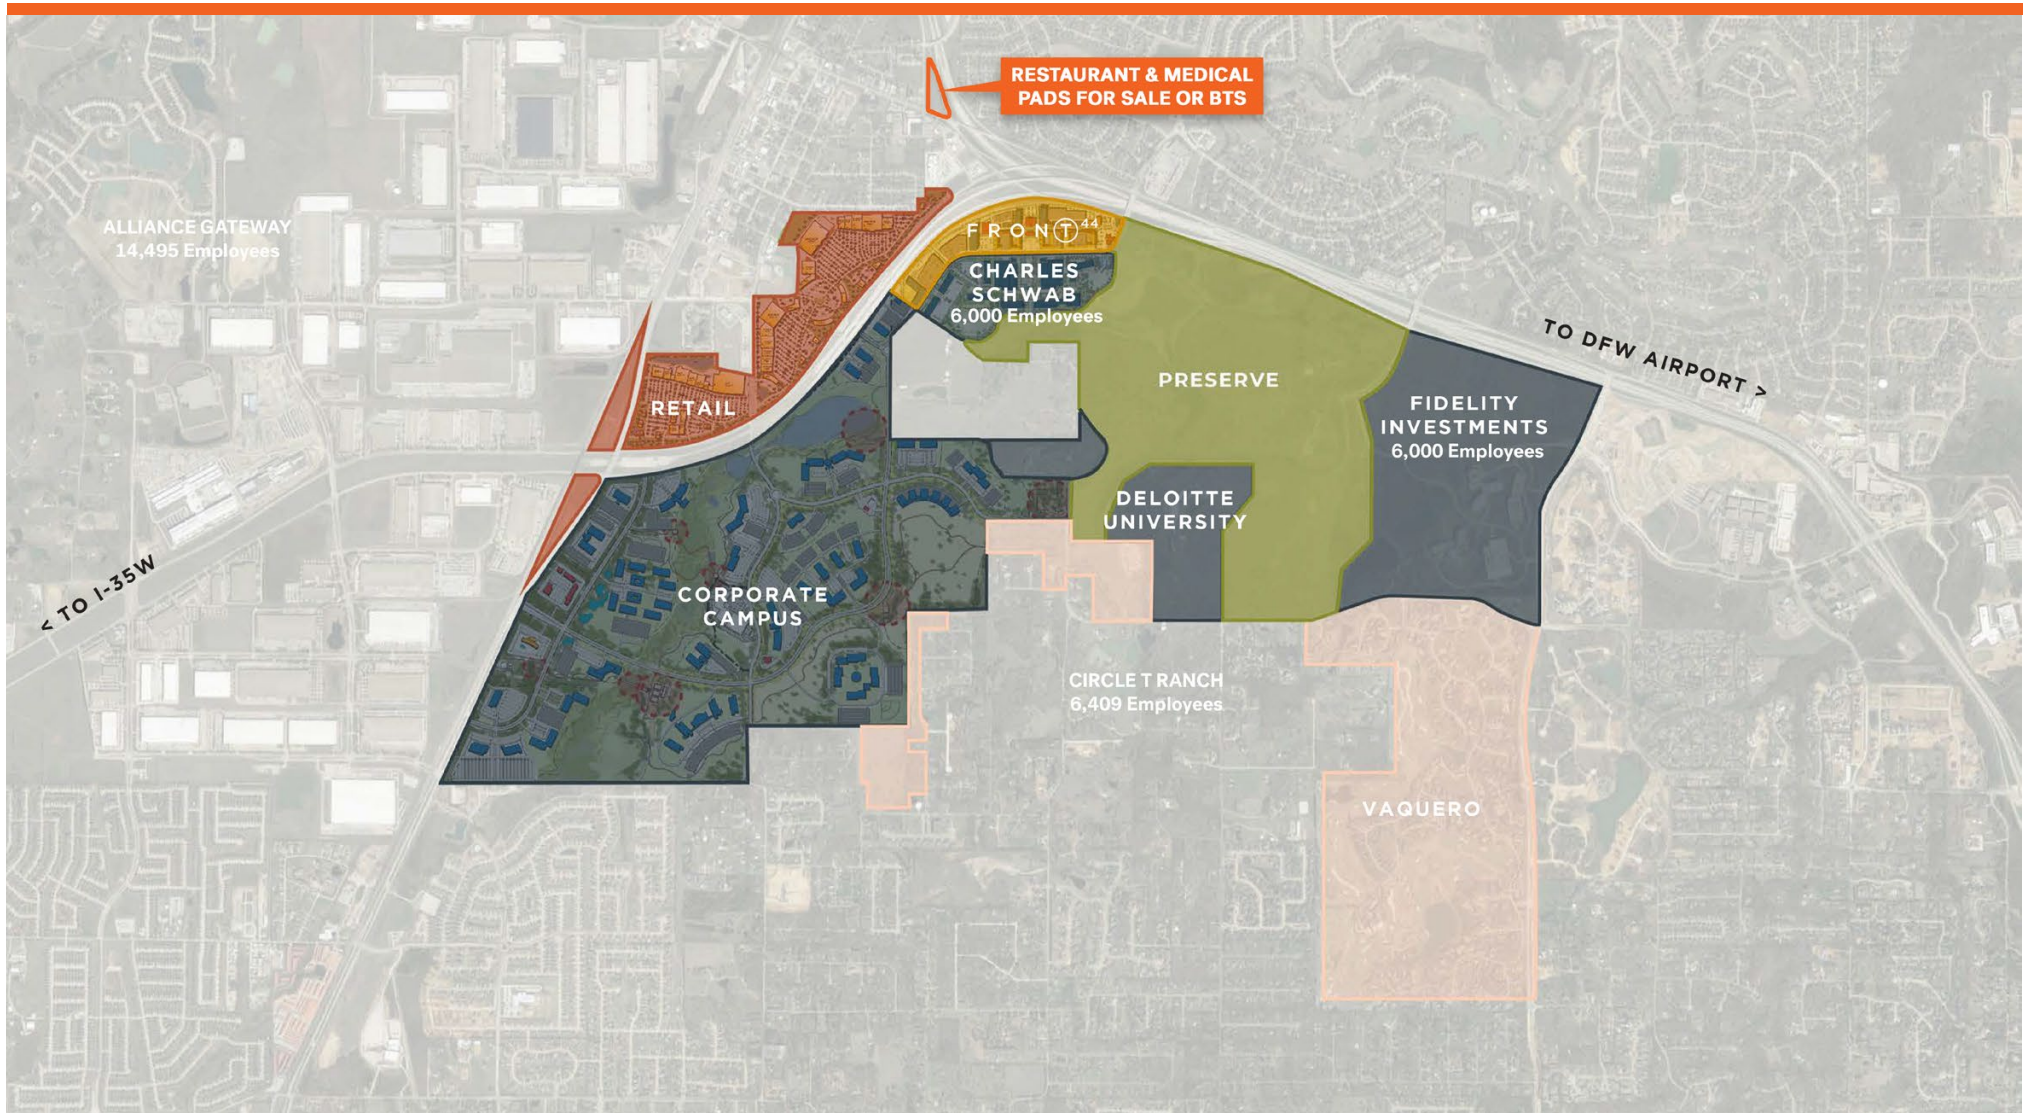 RESTAURANT & MEDICAL
PADS FOR SALE OR BTS
ALLIANCE GATEWAY
14,495 Employees
FRONT44
CHARLES
SCHWAB
6,000 Employees
TO DFW AIRPORT >
PRESERVE
RETAIL
FIDELITY
INVESTMENTS
6,000 Employees
DELOITTE
UNIVERSITY
< TO I-35W
CORPORATE
CAMPUS
CIRCLE T RANCH
6,409 Employees
VAQUERO